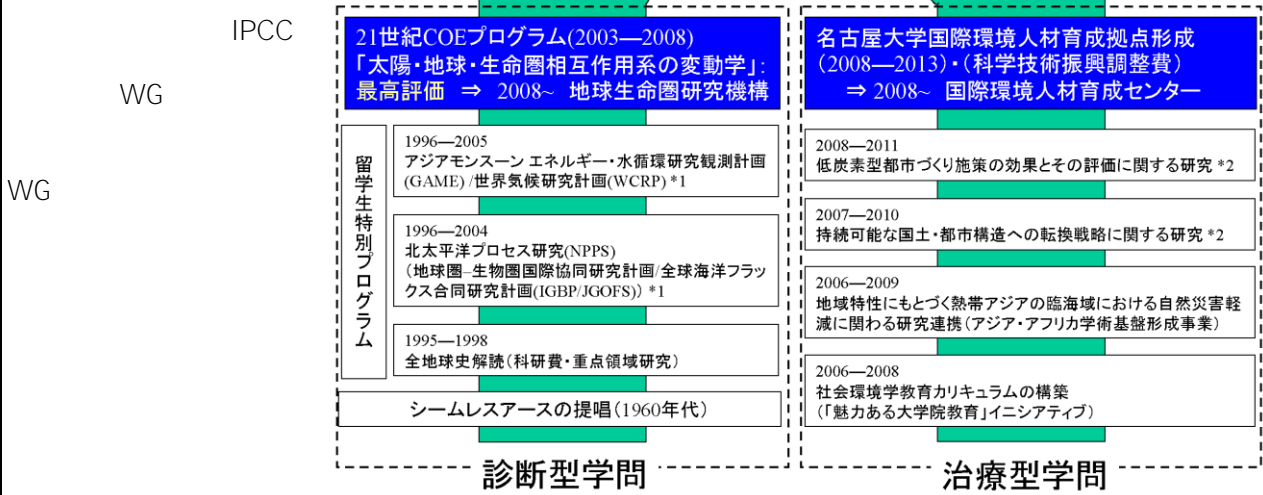 IPCC
WG
WG
21世紀COEプログラム(2003―2008)
「太陽・地球・生命圏相互作用系の変動学」:
最高評価 ⇒ 2008~ 地球生命圏研究機構
留学生特別プログラム
1996―2005
アジアモンスーン エネルギー・水循環研究観測計画
(GAME) /世界気候研究計画(WCRP) *1
1996―2004
北太平洋プロセス研究(NPPS)
(地球圏–生物圏国際協同研究計画/全球海洋フラッ
クス合同研究計画(IGBP/JGOFS)) *1
1995―1998
全地球史解読(科研費・重点領域研究)
シームレスアースの提唱(1960年代)
診断型学問
名古屋大学国際環境人材育成拠点形成
(2008―2013)・(科学技術振興調整費)
⇒ 2008~ 国際環境人材育成センター
2008―2011
低炭素型都市づくり施策の効果とその評価に関する研究 *2
2007―2010
持続可能な国土・都市構造への転換戦略に関する研究 *2
2006―2009
地域特性にもとづく熱帯アジアの臨海域における自然災害軽
減に関わる研究連携(アジア・アフリカ学術基盤形成事業)
2006―2008
社会環境学教育カリキュラムの構築
(「魅力ある大学院教育」イニシアティブ)
治療型学問